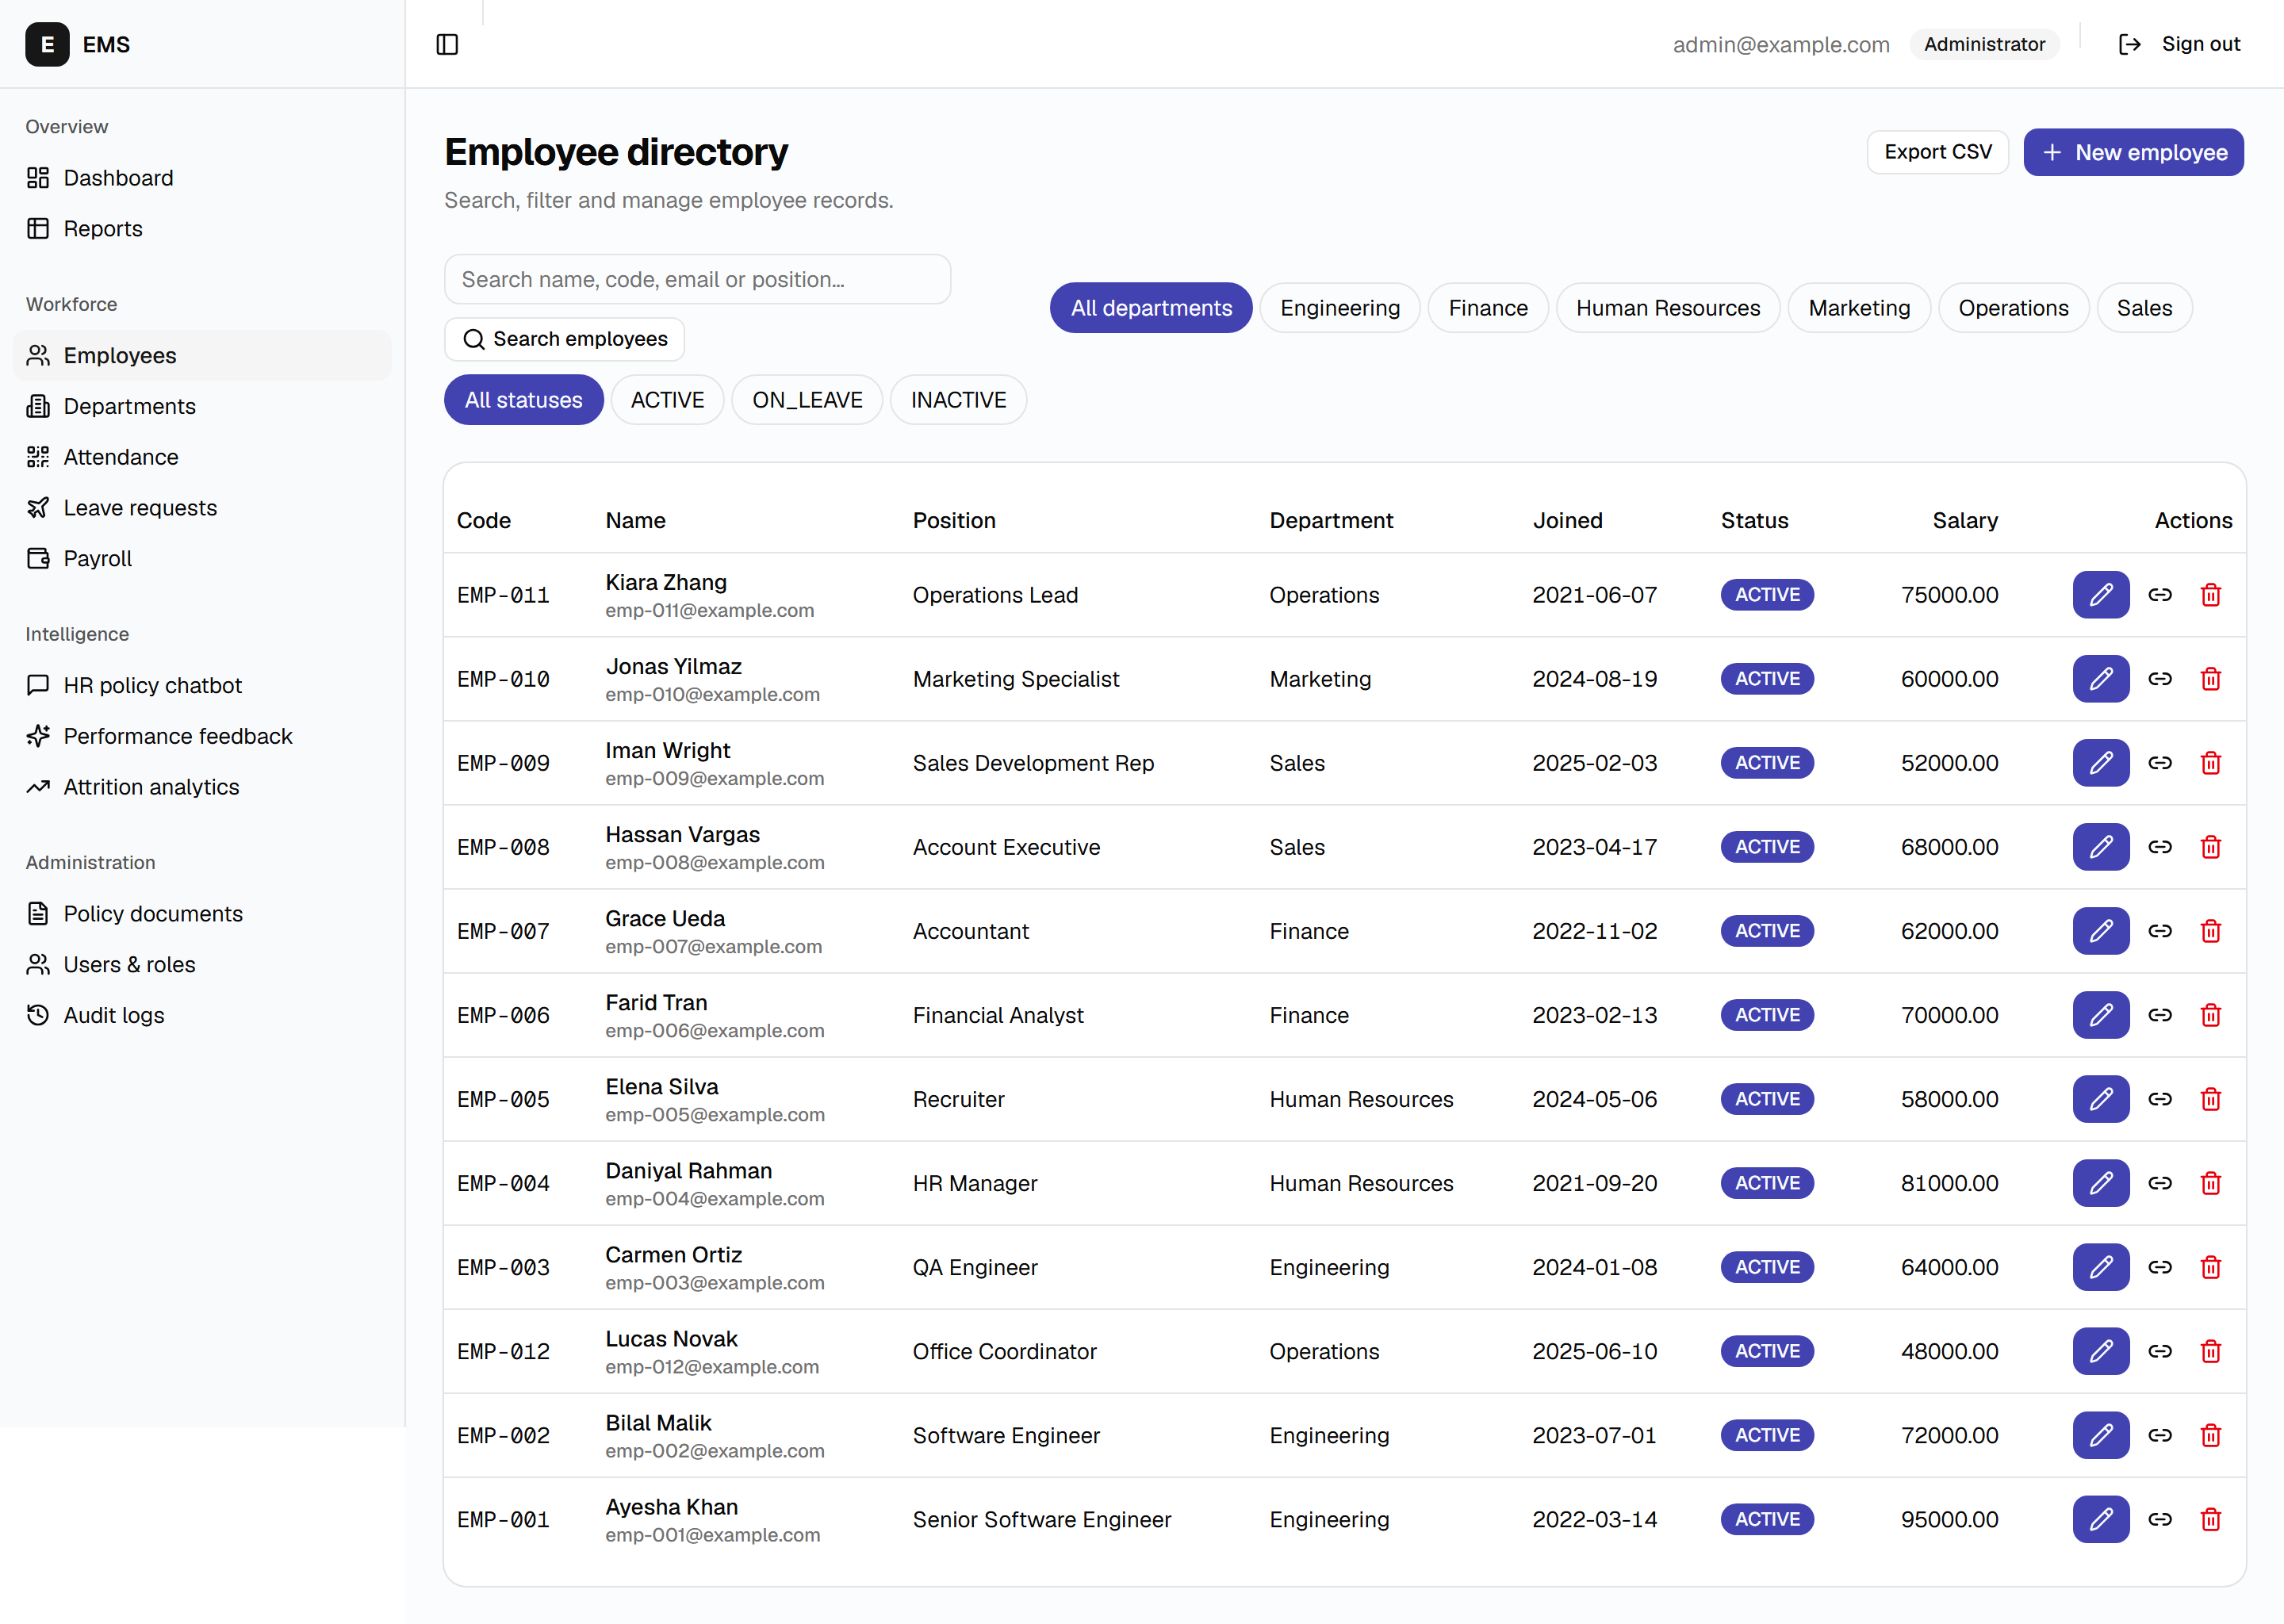 E EMS
admin@example.com Administrator Sign out
Overview
Dashboard
Reports
Workforce
Employees
Departments
Attendance
Leave requests
Payroll
Intelligence
HR policy chatbot
Performance feedback
Attrition analytics
Administration
Policy documents
Users & roles
Audit logs
Employee directory
Export CSV + New employee
Search, filter and manage employee records.
Search name, code, email or position...
Search employees
All departments Engineering Finance Human Resources Marketing Operations Sales
All statuses ACTIVE ON_LEAVE INACTIVE
Code Name Position Department Joined Status Salary Actions
EMP-011 Kiara Zhang Operations Lead Operations 2021-06-07 ACTIVE 75000.00
emp-011@example.com
EMP-010 Jonas Yilmaz Marketing Specialist Marketing 2024-08-19 ACTIVE 60000.00
emp-010@example.com
EMP-009 Iman Wright Sales Development Rep Sales 2025-02-03 ACTIVE 52000.00
emp-009@example.com
EMP-008 Hassan Vargas Account Executive Sales 2023-04-17 ACTIVE 68000.00
emp-008@example.com
EMP-007 Grace Ueda Accountant Finance 2022-11-02 ACTIVE 62000.00
emp-007@example.com
EMP-006 Farid Tran Financial Analyst Finance 2023-02-13 ACTIVE 70000.00
emp-006@example.com
EMP-005 Elena Silva Recruiter Human Resources 2024-05-06 ACTIVE 58000.00
emp-005@example.com
EMP-004 Daniyal Rahman HR Manager Human Resources 2021-09-20 ACTIVE 81000.00
emp-004@example.com
EMP-003 Carmen Ortiz QA Engineer Engineering 2024-01-08 ACTIVE 64000.00
emp-003@example.com
EMP-012 Lucas Novak Office Coordinator Operations 2025-06-10 ACTIVE 48000.00
emp-012@example.com
EMP-002 Bilal Malik Software Engineer Engineering 2023-07-01 ACTIVE 72000.00
emp-002@example.com
EMP-001 Ayesha Khan Senior Software Engineer Engineering 2022-03-14 ACTIVE 95000.00
emp-001@example.com